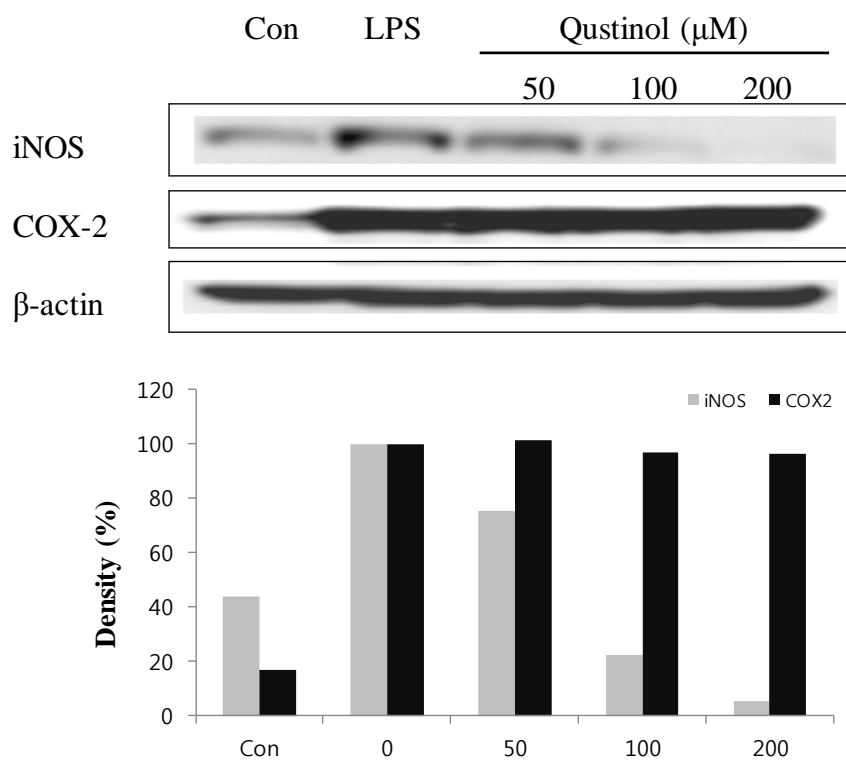 Con LPS Qustinol (μM)
50 100 200
iNOS
COX-2
β-actin
120
iNOS COX2
100
80
60
40
20
0
Density (%)
Con 0 50 100 200